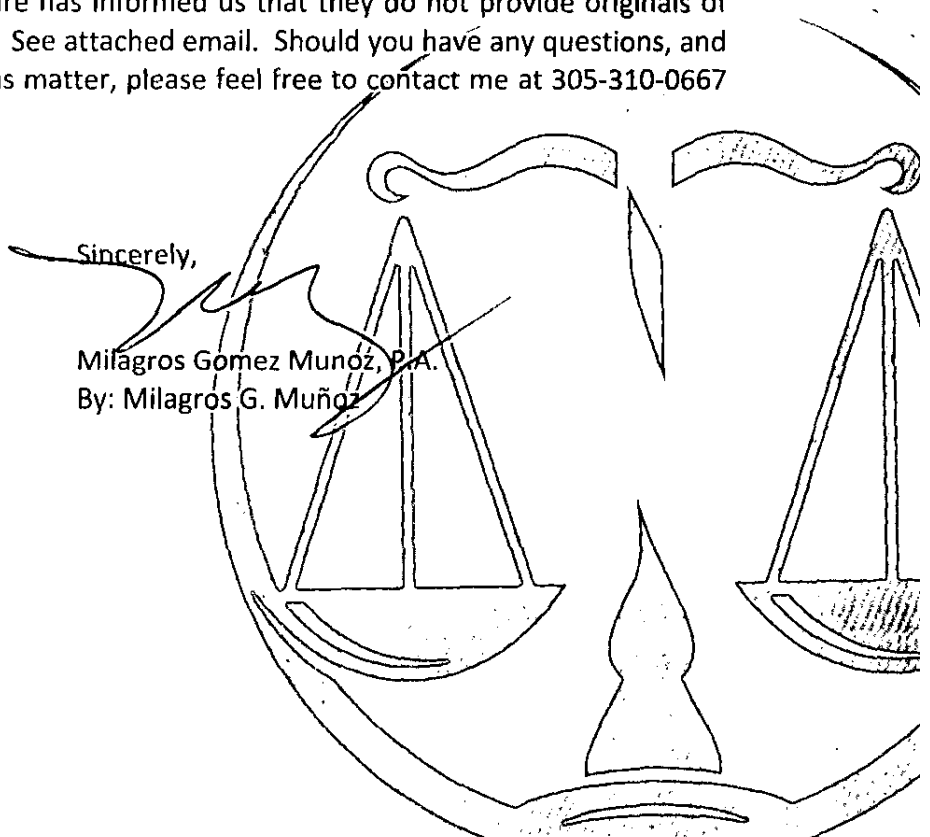 has informed us that they do not provide originals of
See attached email. Should you have any questions, and
matter, please feel free to contact me at 305-310-0667
Sincerely,
Milagros Gomez Munoz, P.A.
By: Milagros G. Muñoz